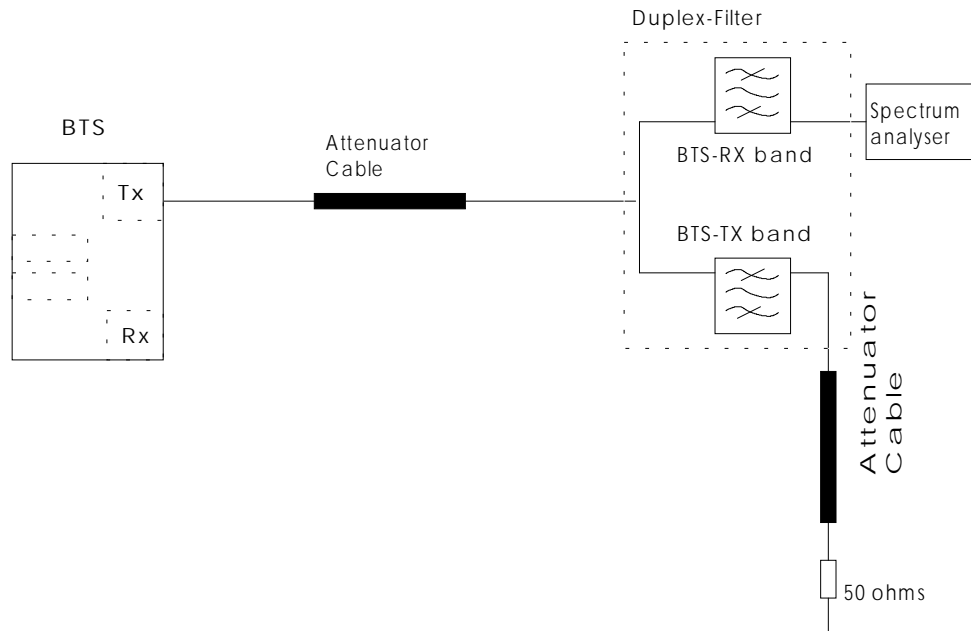 Duplex-Filter
BTS
Tx
Rx
Attenuator
Cable
BTS-RX band
Spectrum
analyser
BTS-TX band
Attenuator
Cable
50 ohms